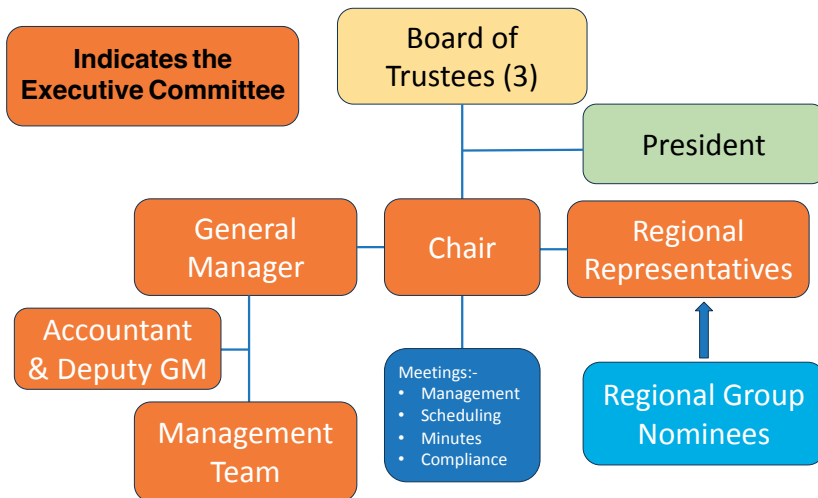 Indicates the
Executive Committee
Board of
Trustees (3)
President
General
Manager
Chair
Regional
Representatives
Accountant
& Deputy GM
Meetings:-
• Management
• Scheduling
• Minutes
• Compliance
Regional Group
Nominees
Management
Team